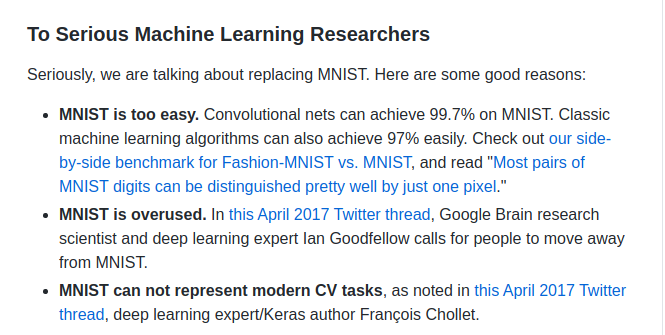 To Serious Machine Learning Researchers
Seriously, we are talking about replacing MNIST. Here are some good reasons:
• MNIST is too easy. Convolutional nets can achieve 99.7% on MNIST. Classic
machine learning algorithms can also achieve 97% easily. Check out our side-
by-side benchmark for Fashion-MNIST vs. MNIST, and read "Most pairs of
MNIST digits can be distinguished pretty well by just one pixel."
• MNIST is overused. In this April 2017 Twitter thread, Google Brain research
scientist and deep learning expert Ian Goodfellow calls for people to move away
from MNIST.
• MNIST can not represent modern CV tasks, as noted in this April 2017 Twitter
thread, deep learning expert/Keras author François Chollet.